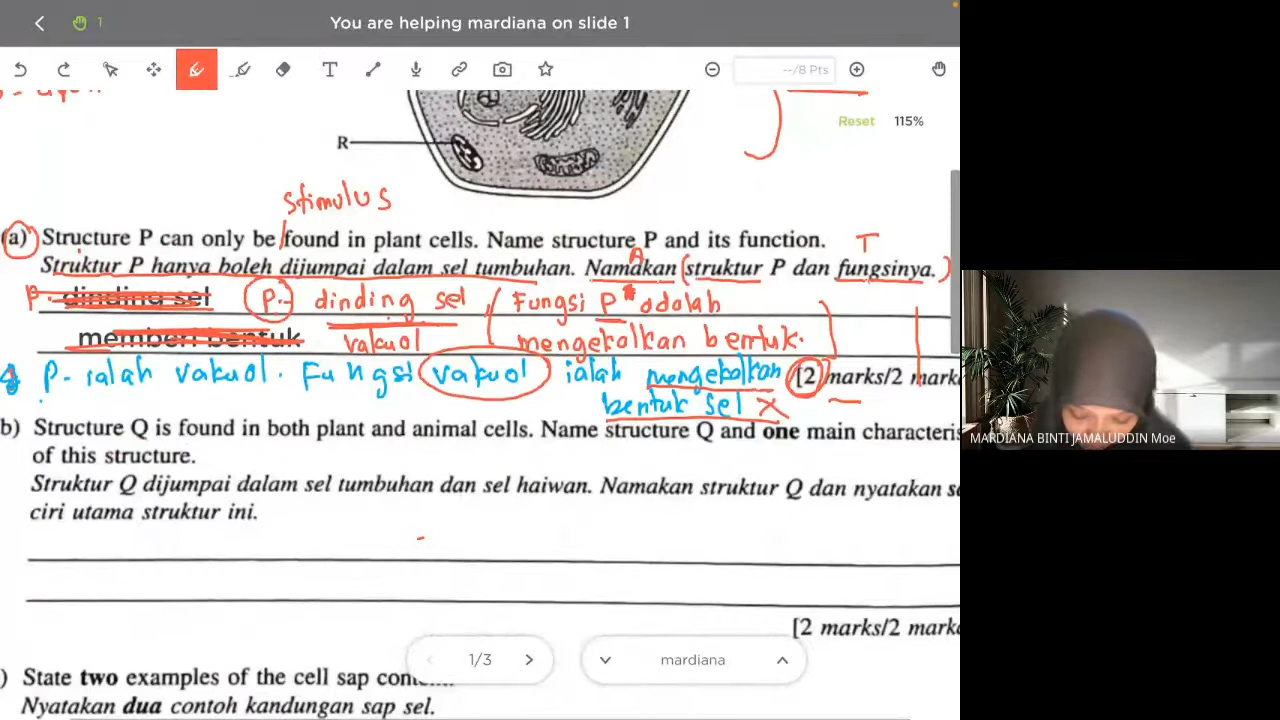 1
You are helping mardiana on slide 1
T
--/8 Pts
Reset 115%
R
stimulus
(a) Structure P can only be found in plant cells. Name structure P and its function.
A T
Struktur P hanya boleh dijumpai dalam sel tumbuhan. Namakan (struktur P dan fungsinya.)
P- dinding sel P- dinding sel ( Fungsi P adalah
memberi bentuk vakuol mengekalkan bentuk. )
P- ialah vakuol. Fungsi vakuol ialah mengekalkan [2 marks/2 mark
bentuk sel X
b) Structure Q is found in both plant and animal cells. Name structure Q and one main characteris
of this structure.
Struktur Q dijumpai dalam sel tumbuhan dan sel haiwan. Namakan struktur Q dan nyatakan s
ciri utama struktur ini.
[2 marks/2 mark
1/3 mardiana
) State two examples of the cell sap
Nyatakan dua contoh kandungan sap sel.
MARDIANA BINTI JAMALUDDIN Moe